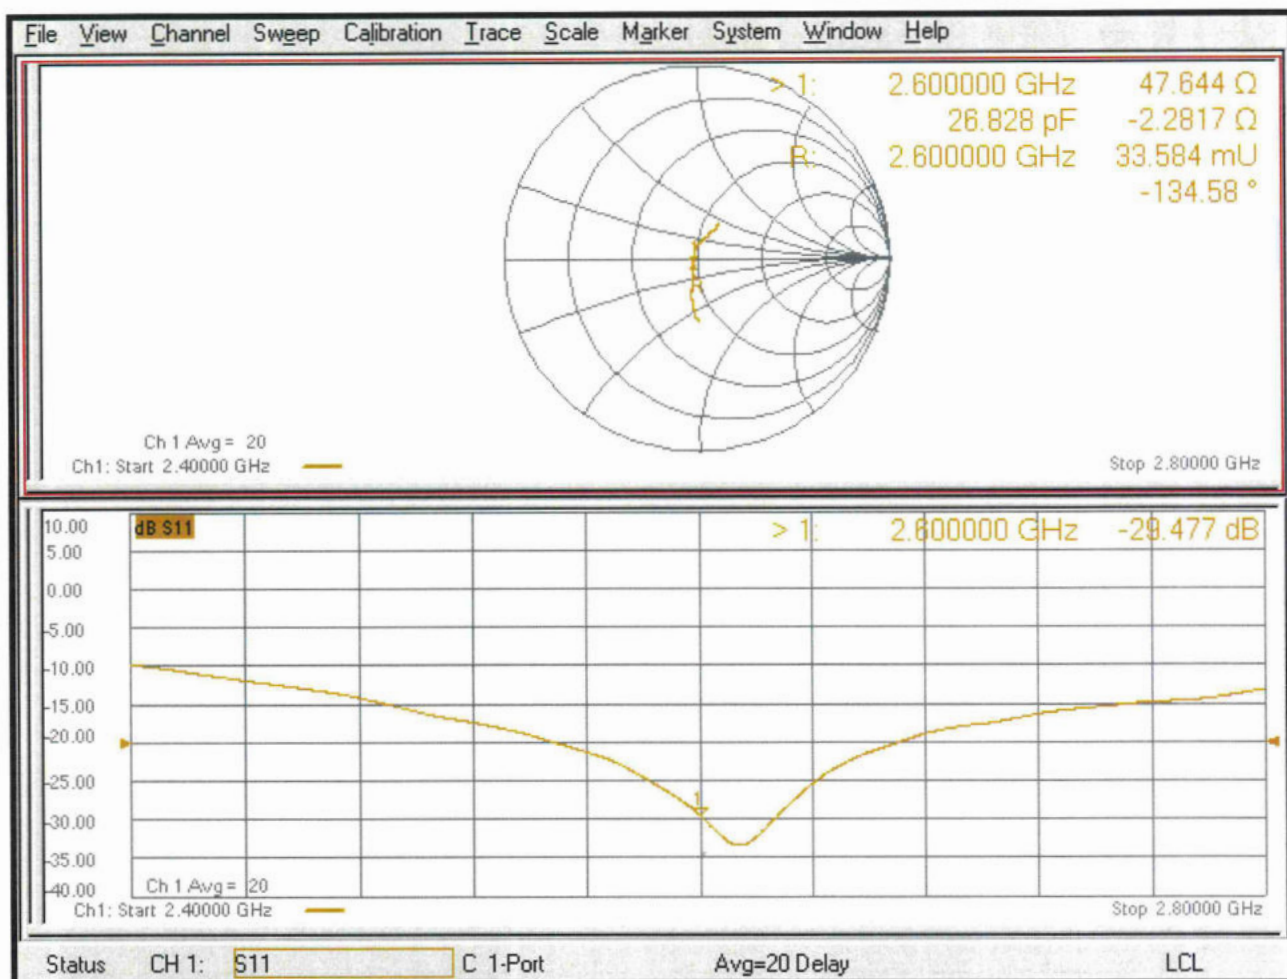 File View Channel Sweep Calibration Trace Scale Marker System Window Help
> 1: 2.600000 GHz 47.644 Ω
26.828 pF -2.2817 Ω
R: 2.600000 GHz 33.584 mU
-134.58 °
Ch 1 Avg = 20
Ch1: Start 2.40000 GHz Stop 2.80000 GHz
10.00 dB S11 > 1: 2.600000 GHz -29.477 dB
5.00
0.00
-5.00
-10.00
-15.00
-20.00
-25.00
1
-30.00
-35.00
-40.00 Ch 1 Avg = 20
Ch1: Start 2.40000 GHz Stop 2.80000 GHz
Status CH 1: S11 C 1-Port Avg=20 Delay LCL